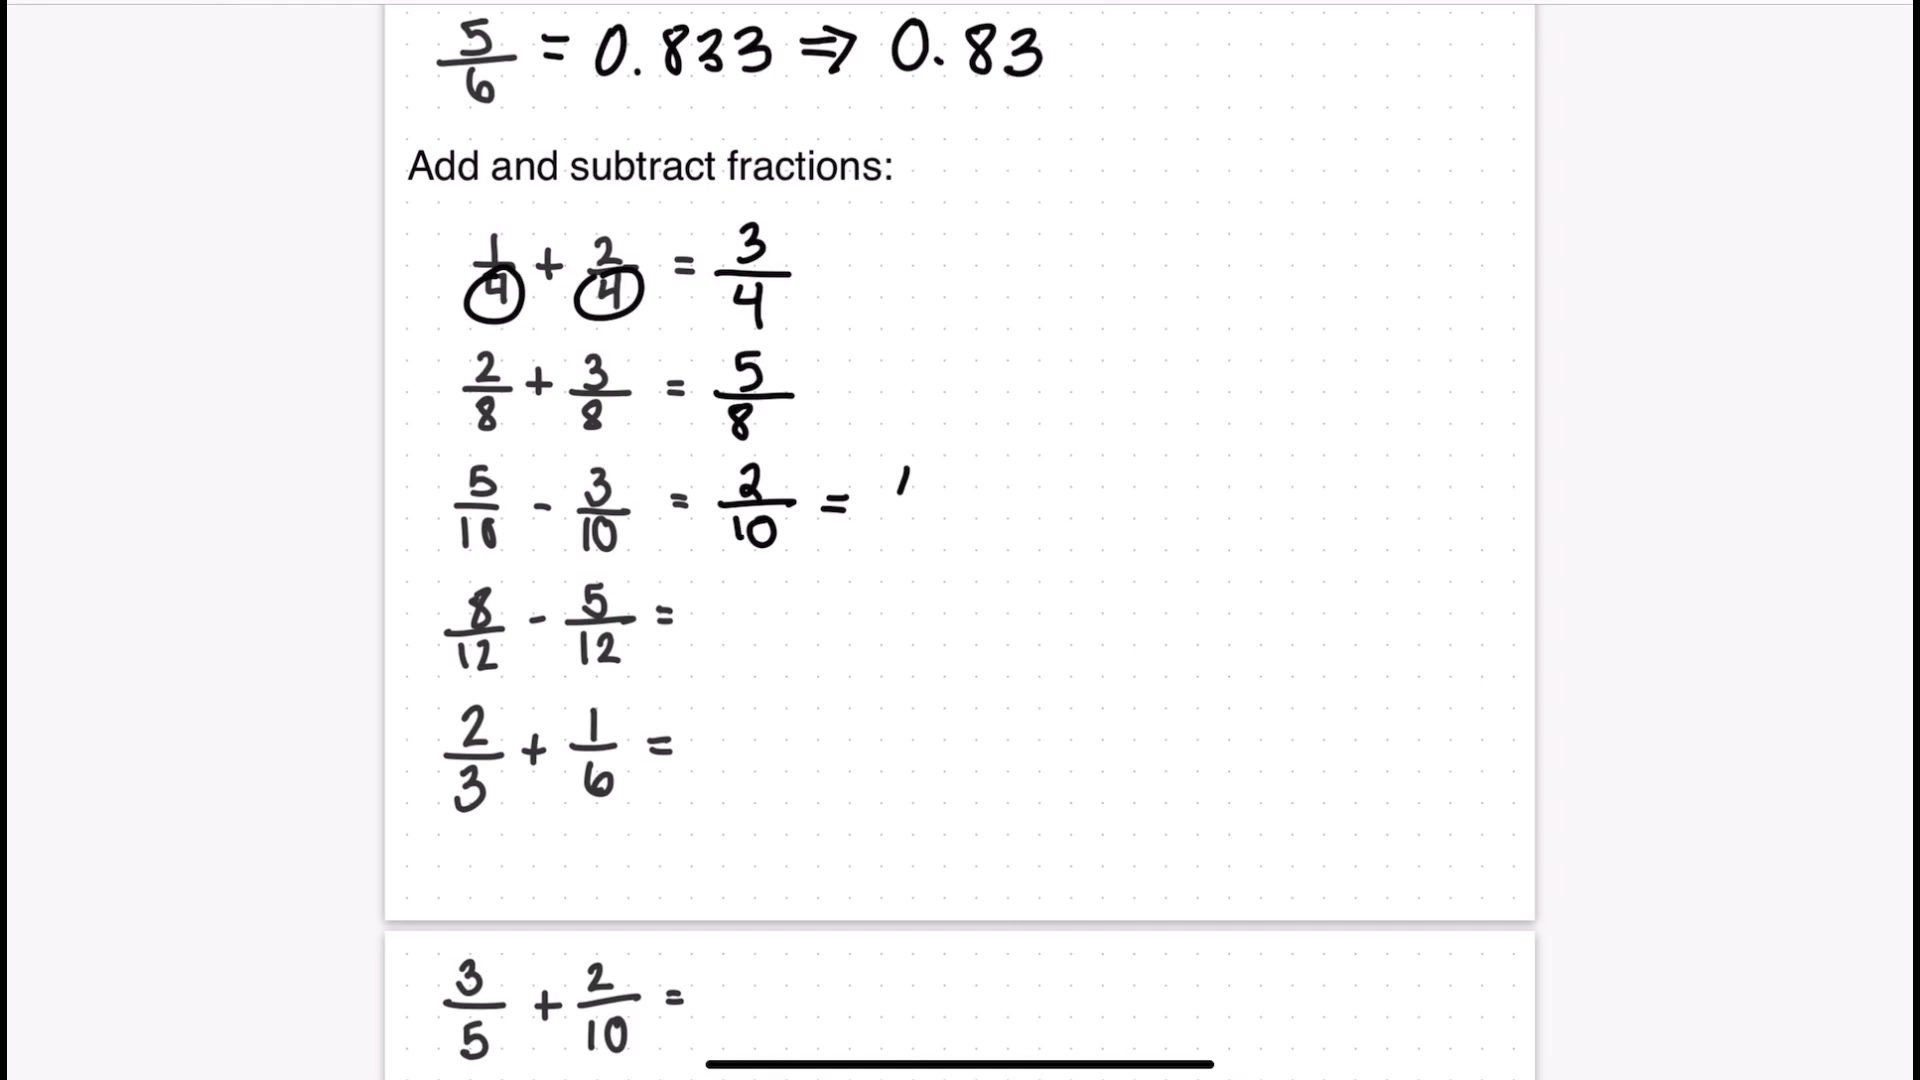 5/6 = 0.833 ⇒ 0.83
Add and subtract fractions:
1/4 + 2/4 = 3/4
2/8 + 3/8 = 5/8
5/10 - 3/10 = 2/10 =
8/12 - 5/12 =
2/3 + 1/6 =
3/5 + 2/10 =